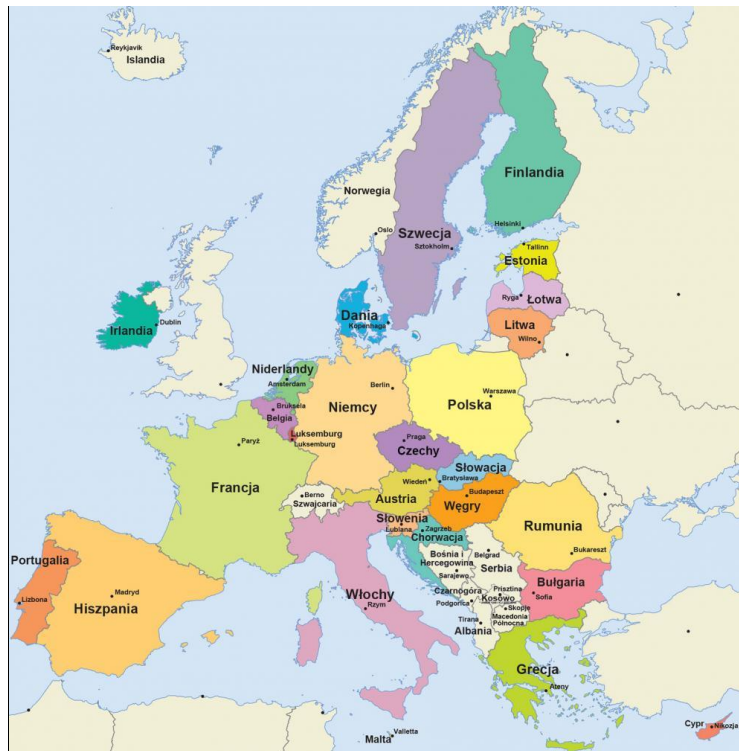 Reykjavik
Islandia
Finlandia
Norwegia
Helsinki
Oslo
Szwecja
Sztokholm
Tallinn
Estonia
Ryga
Łotwa
Dania
Kopenhaga
Litwa
Wilno
Irlandia
Dublin
Niderlandy
Amsterdam
Berlin
Niemcy
Warszawa
Polska
Bruksela
Belgia
Luksemburg
Luksemburg
Paryż
Praga
Czechy
Słowacja
Bratysława
Wiedeń
Austria
Budapeszt
Węgry
Francja
Berno
Szwajcaria
Słowenia
Lublana
Zagrzeb
Chorwacja
Rumunia
Bukareszt
Bośnia i
Hercegowina
Sarajewo
Belgrad
Serbia
Portugalia
Lizbona
Madryd
Hiszpania
Włochy
Rzym
Czarnogóra
Podgorica
Prisztina
Kosowo
Bułgaria
Sofia
Skopje
Macedonia
Północna
Tirana
Albania
Grecja
Ateny
Malta
Valletta
Cypr
Nikozja